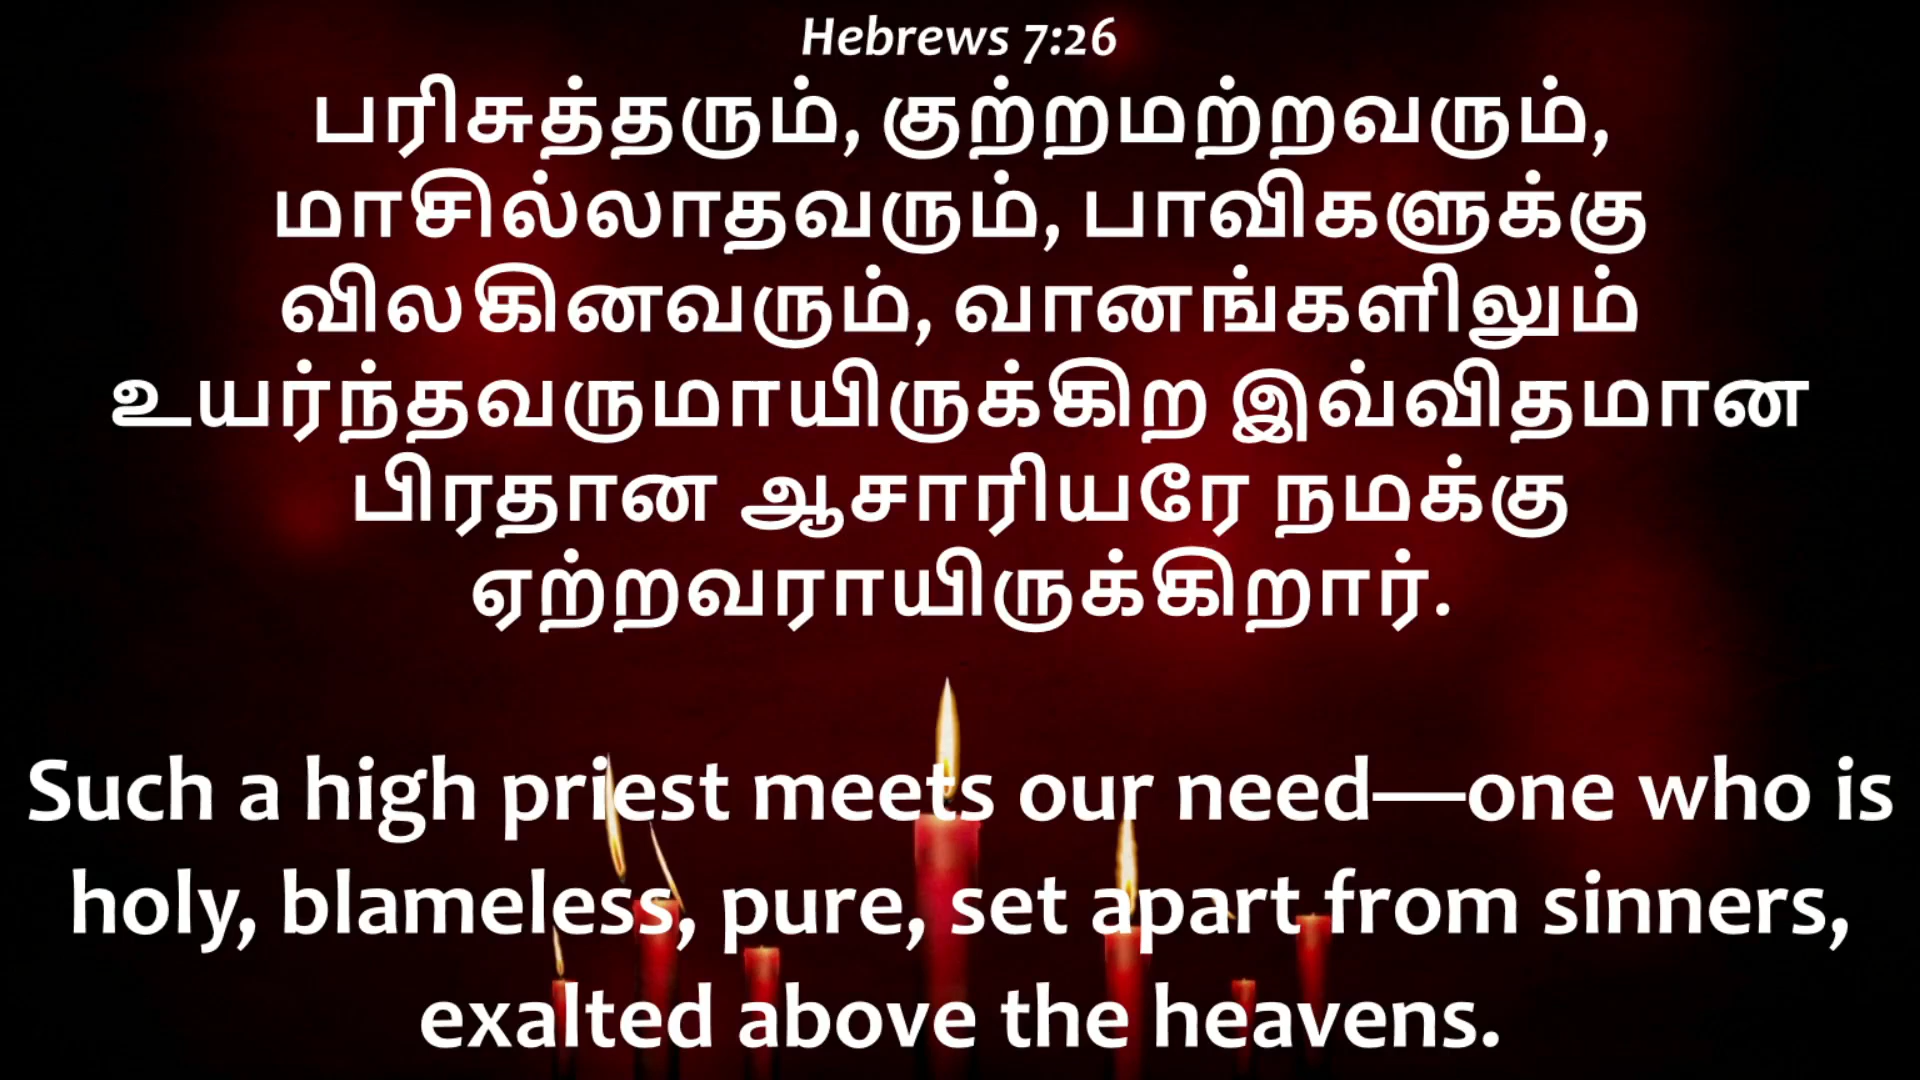 Hebrews 7:26
பரிசுத்தரும், குற்றமற்றவரும்,
மாசில்லாதவரும், பாவிகளுக்கு
விலகினவரும், வானங்களிலும்
உயர்ந்தவருமாயிருக்கிற இவ்விதமான
பிரதான ஆசாரியரே நமக்கு
ஏற்றவராயிருக்கிறார்.
Such a high priest meets our need—one who is
holy, blameless, pure, set apart from sinners,
exalted above the heavens.